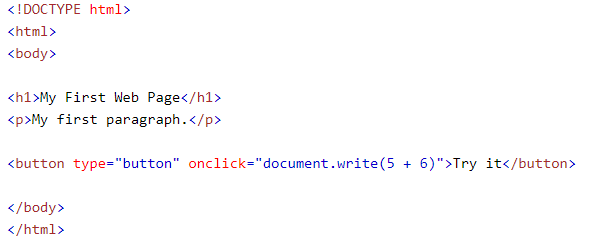 <!DOCTYPE html>
<html>
<body>
<h1>My First Web Page</h1>
<p>My first paragraph.</p>
<button type="button" onclick="document.write(5 + 6)">Try it</button>
</body>
</html>